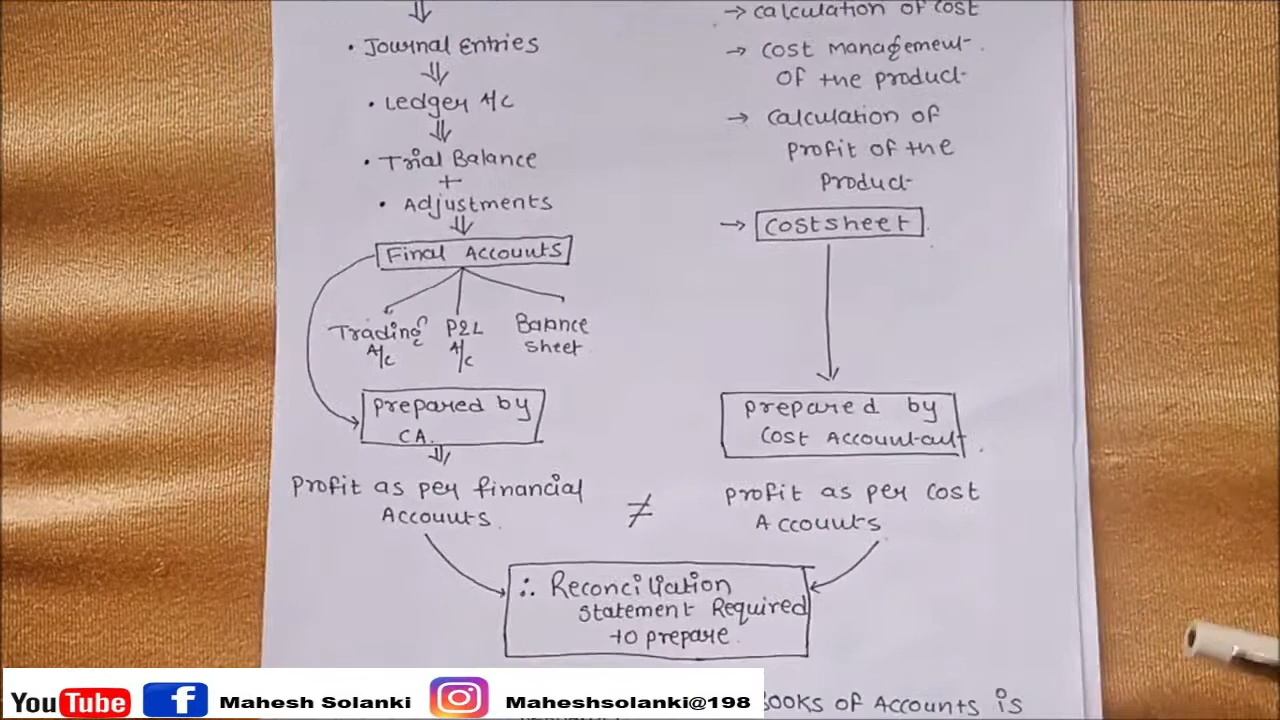 • Journal Entries
• Ledger A/C
• Trial Balance
+
• Adjustments
Final Accounts
Trading A/C
P&L A/C
Balance Sheet
prepared by
CA.
Profit as per financial
Accounts.
→ calculation of cost
→ cost management
of the product
→ calculation of
profit of the
product
→ costsheet
prepared by
Cost Accountant
≠
profit as per cost
Accounts
∴ Reconciliation
statement Required
to prepare.
Books of Accounts is
YouTube
f Mahesh Solanki
Maheshsolanki@198